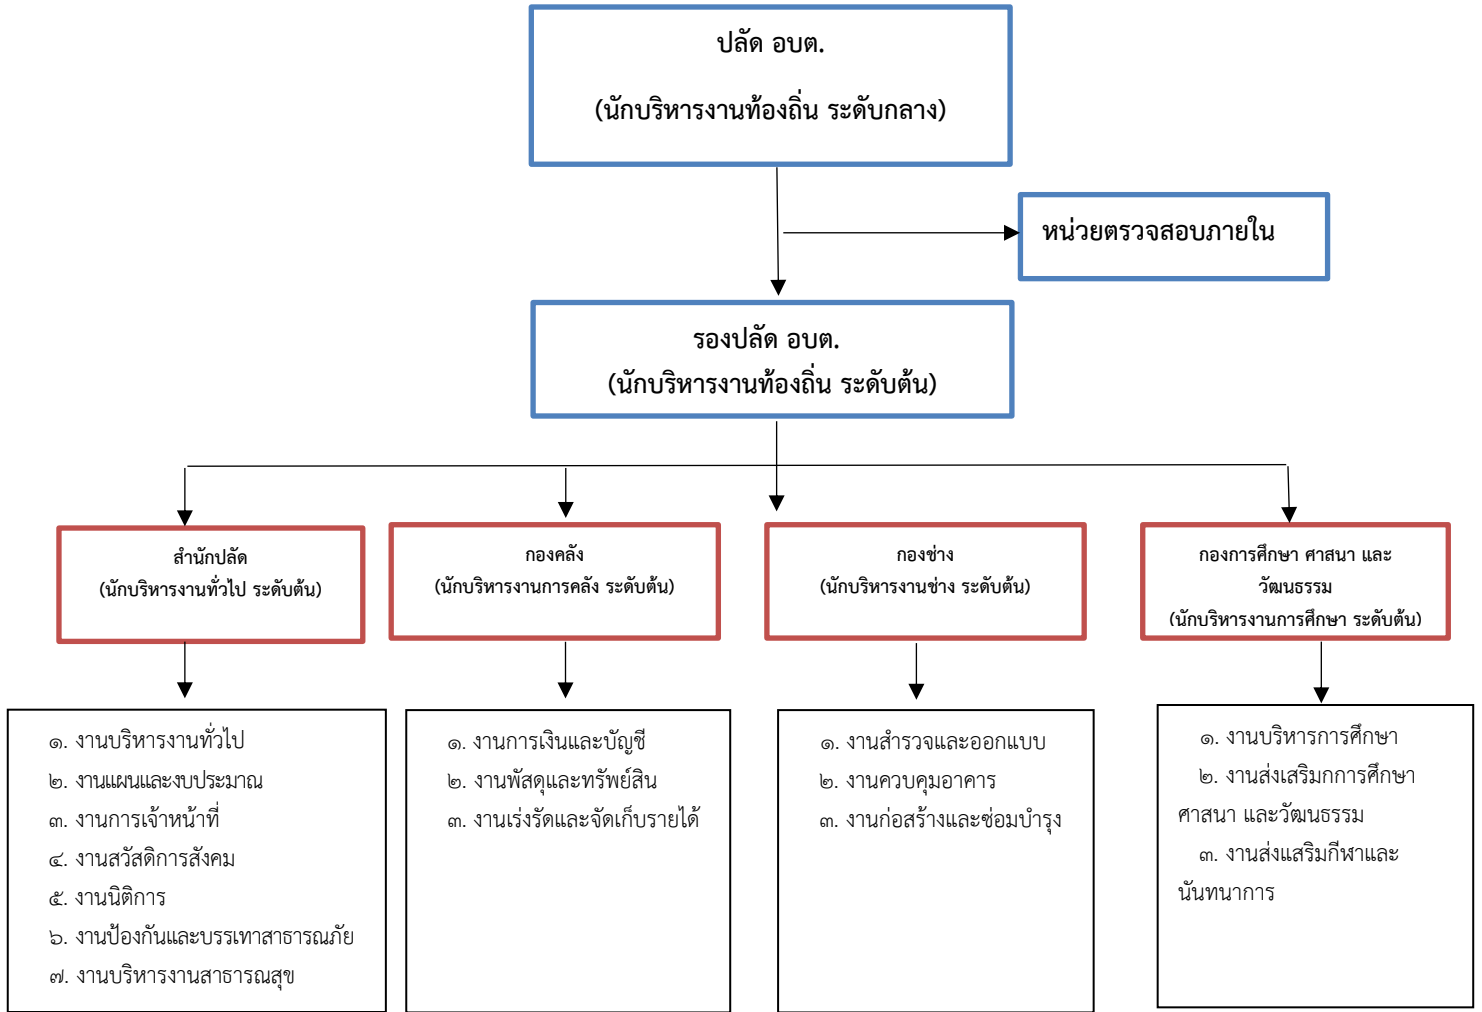 ปลัด อบต.
(นักบริหารงานท้องถิ่น ระดับกลาง)
หน่วยตรวจสอบภายใน
รองปลัด อบต.
(นักบริหารงานท้องถิ่น ระดับต้น)
สำนักปลัด
(นักบริหารงานทั่วไป ระดับต้น)
กองคลัง
(นักบริหารงานการคลัง ระดับต้น)
กองช่าง
(นักบริหารงานช่าง ระดับต้น)
กองการศึกษา ศาสนา และ
วัฒนธรรม
(นักบริหารงานการศึกษา ระดับต้น)
๑. งานบริหารงานทั่วไป
๒. งานแผนและงบประมาณ
๓. งานการเจ้าหน้าที่
๔. งานสวัสดิการสังคม
๕. งานนิติการ
๖. งานป้องกันและบรรเทาสาธารณภัย
๗. งานบริหารงานสาธารณสุข
๑. งานการเงินและบัญชี
๒. งานพัสดุและทรัพย์สิน
๓. งานเร่งรัดและจัดเก็บรายได้
๑. งานสำรวจและออกแบบ
๒. งานควบคุมอาคาร
๓. งานก่อสร้างและซ่อมบำรุง
๑. งานบริหารการศึกษา
๒. งานส่งเสริมกการศึกษา
ศาสนา และวัฒนธรรม
๓. งานส่งแสริมกีฬาและ
นันทนาการ